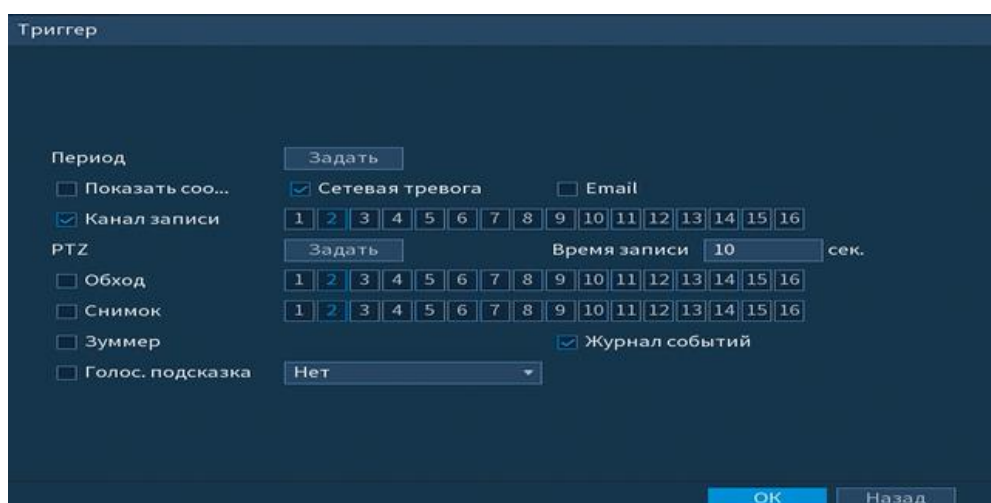 Триггер
Период Задать
Показать соо... Сетевая тревога Email
Канал записи 1 2 3 4 5 6 7 8 9 10 11 12 13 14 15 16
PTZ Задать Время записи 10 сек.
Обход 1 2 3 4 5 6 7 8 9 10 11 12 13 14 15 16
Снимок 1 2 3 4 5 6 7 8 9 10 11 12 13 14 15 16
Зуммер Журнал событий
Голос. подсказка Нет
OK Назад